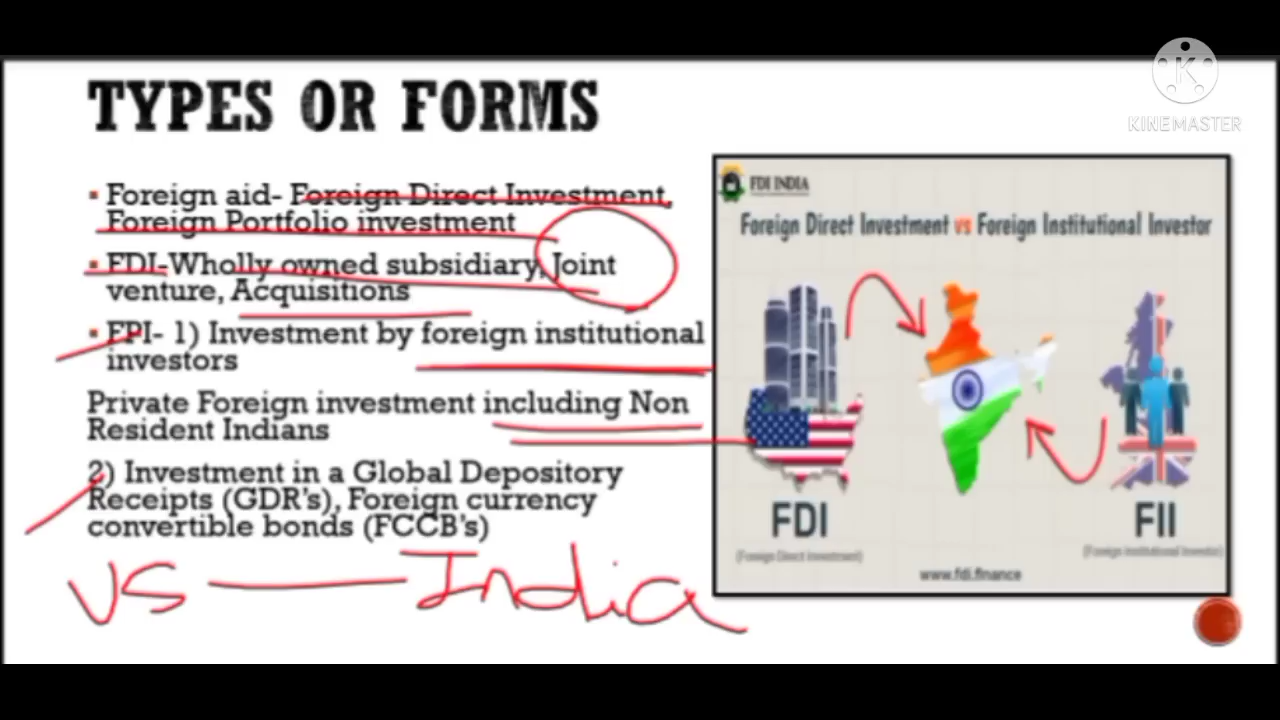 KINEMASTER
TYPES OR FORMS
▪ Foreign aid- Foreign Direct Investment,
Foreign Portfolio investment
▪ FDI-Wholly owned subsidiary, Joint
venture, Acquisitions
▪ FPI- 1) Investment by foreign institutional
investors
Private Foreign investment including Non
Resident Indians
2) Investment in a Global Depository
Receipts (GDR's), Foreign currency
convertible bonds (FCCB's)
US — India
FDI INDIA
Foreign Direct Investment vs Foreign Institutional Investor
FDI
(Foreign Direct Investment)
FII
(Foreign Institutional Investor)
www.fdi.finance